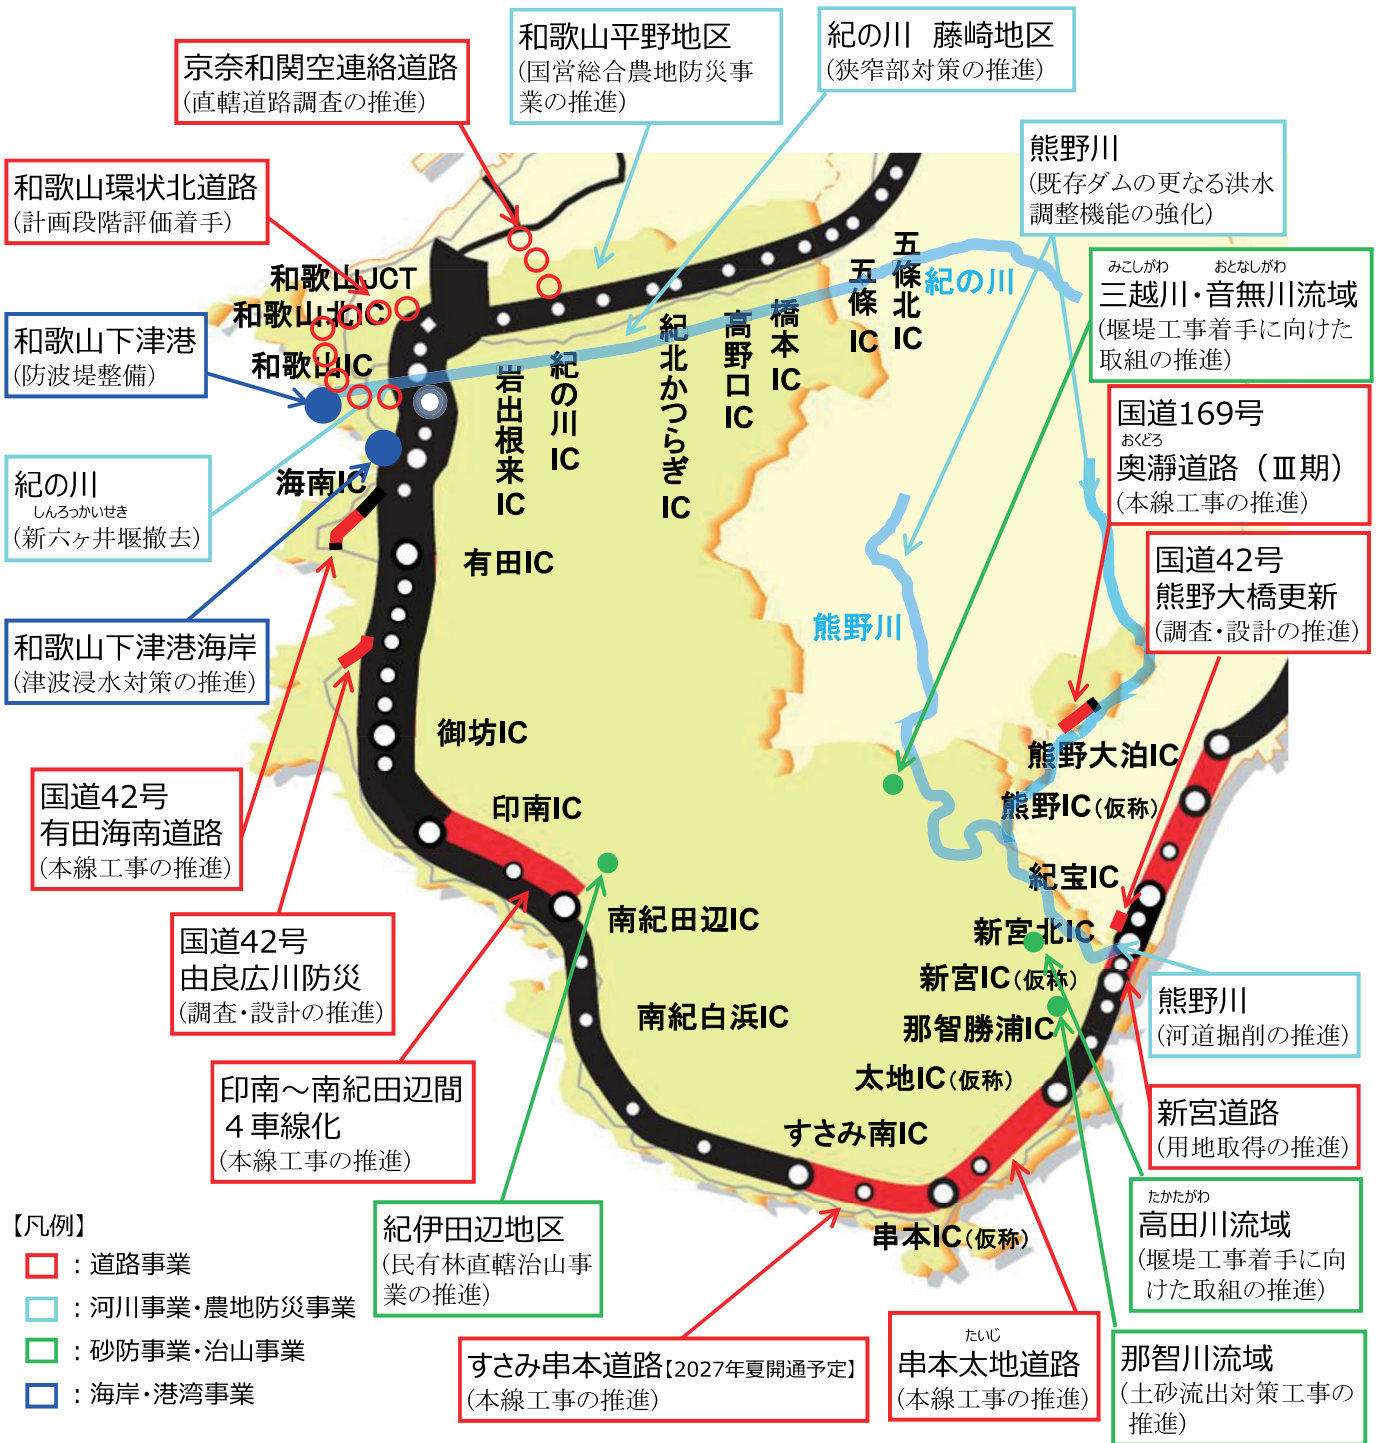 京奈和関空連絡道路
(直轄道路調査の推進)
和歌山平野地区
(国営総合農地防災事
業の推進)
紀の川 藤崎地区
(狭窄部対策の推進)
熊野川
(既存ダムの更なる洪水
調整機能の強化)
和歌山環状北道路
(計画段階評価着手)
みこしがわ おとなしがわ
三越川・音無川流域
(堰堤工事着手に向けた
取組の推進)
和歌山下津港
(防波堤整備)
国道169号
おくどろ
奥瀞道路(Ⅲ期)
(本線工事の推進)
紀の川
しんろっかいせき
(新六ヶ井堰撤去)
国道42号
熊野大橋更新
(調査・設計の推進)
和歌山下津港海岸
(津波浸水対策の推進)
国道42号
有田海南道路
(本線工事の推進)
国道42号
由良広川防災
(調査・設計の推進)
印南~南紀田辺間
4車線化
(本線工事の推進)
紀伊田辺地区
(民有林直轄治山事
業の推進)
すさみ串本道路【2027年夏開通予定】
(本線工事の推進)
たいじ
串本太地道路
(本線工事の推進)
熊野川
(河道掘削の推進)
新宮道路
(用地取得の推進)
たかたがわ
高田川流域
(堰堤工事着手に向
けた取組の推進)
那智川流域
(土砂流出対策工事の
推進)
和歌山JCT
和歌山北IC
和歌山IC
海南IC
有田IC
御坊IC
印南IC
南紀田辺IC
南紀白浜IC
すさみ南IC
串本IC(仮称)
太地IC(仮称)
那智勝浦IC
新宮IC(仮称)
新宮北IC
紀宝IC
熊野IC(仮称)
熊野大泊IC
岩出根来IC
紀の川IC
紀北かつらぎIC
高野口IC
橋本IC
五條IC
五條北IC
紀の川
熊野川
【凡例】
:道路事業
:河川事業・農地防災事業
:砂防事業・治山事業
:海岸・港湾事業